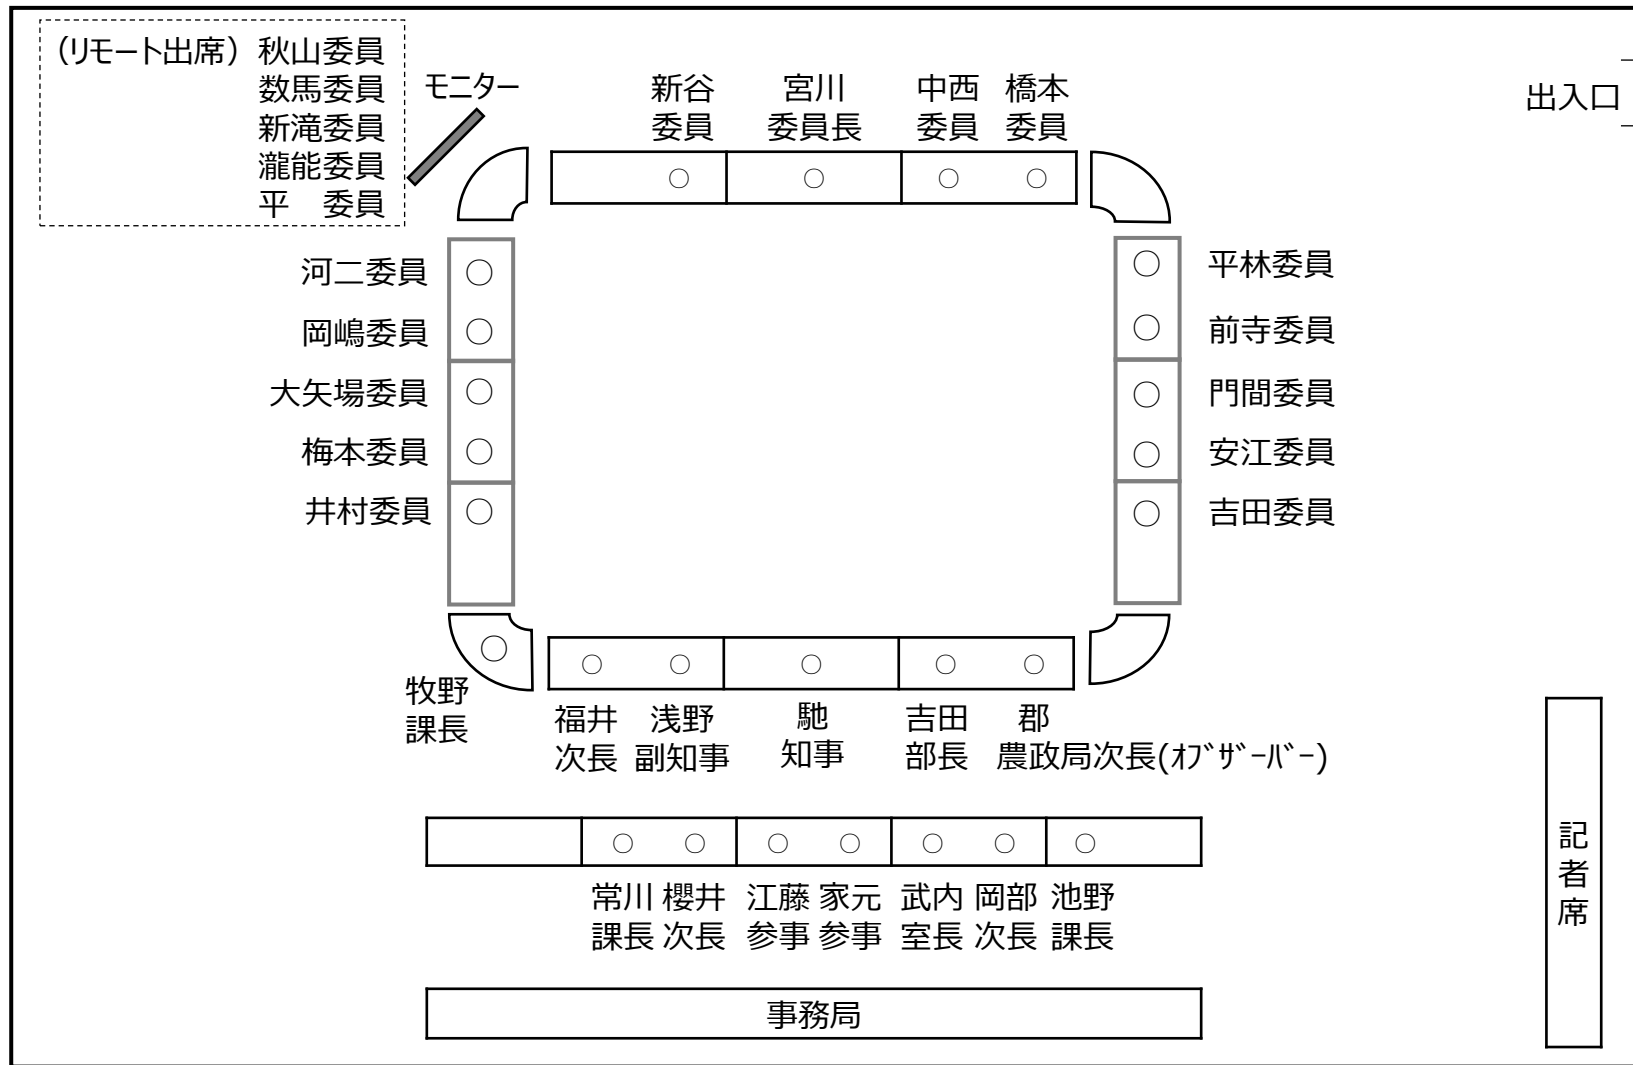 (リモート出席) 秋山委員
数馬委員
新滝委員
瀧能委員
平　委員
モニター
新谷
委員
宮川
委員長
中西
委員
橋本
委員
出入口
河二委員
岡嶋委員
大矢場委員
梅本委員
井村委員
平林委員
前寺委員
門間委員
安江委員
吉田委員
牧野
課長
福井
次長
浅野
副知事
馳
知事
吉田
部長
郡
農政局次長(ｵﾌﾞｻﾞｰﾊﾞｰ)
常川
課長
櫻井
次長
江藤
参事
家元
参事
武内
室長
岡部
次長
池野
課長
記者席
事務局